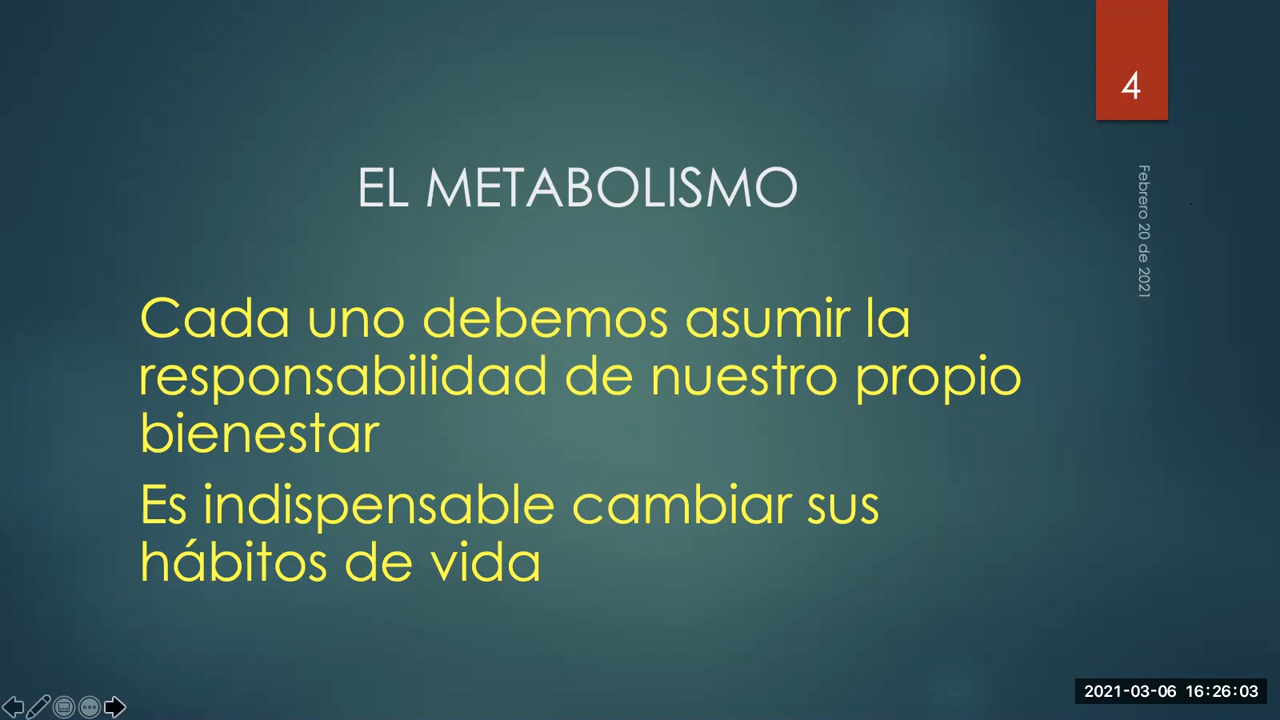 4
Febrero 20 de 2021
EL METABOLISMO
Cada uno debemos asumir la
responsabilidad de nuestro propio
bienestar
Es indispensable cambiar sus
hábitos de vida
2021-03-06 16:26:03